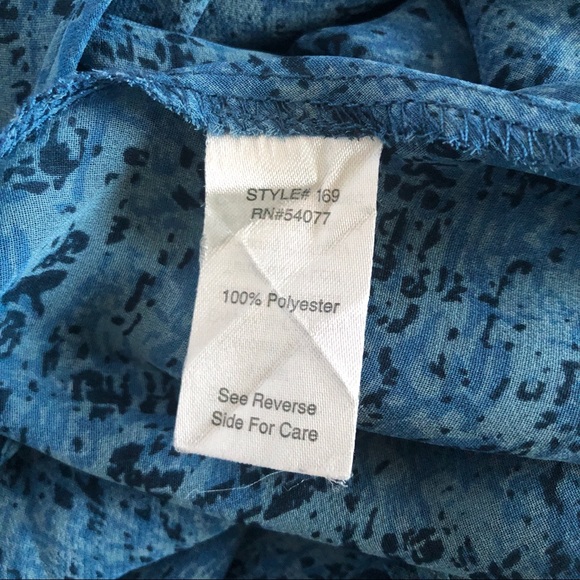 STYLE# 169
RN#54077
100% Polyester
See Reverse
Side For Care